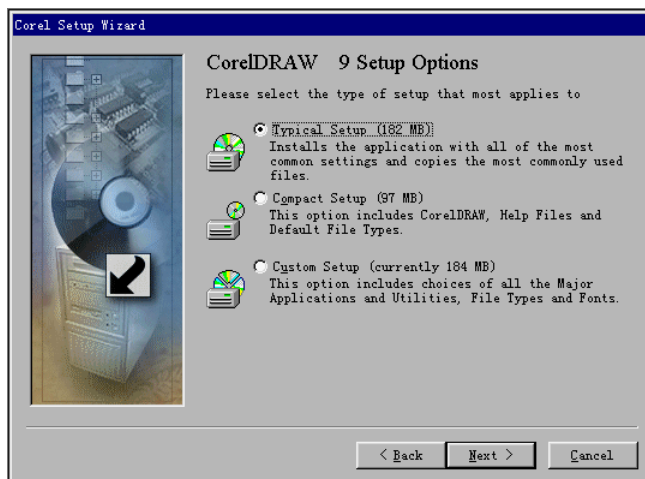 Corel Setup Wizard
CorelDRAW 9 Setup Options
Please select the type of setup that most applies to
Typical Setup (182 MB)
Installs the application with all of the most
common settings and copies the most commonly used
files.
Compact Setup (97 MB)
This option includes CorelDRAW, Help Files and
Default File Types.
Custom Setup (currently 184 MB)
This option includes choices of all the Major
Applications and Utilities, File Types and Fonts.
< Back Next > Cancel